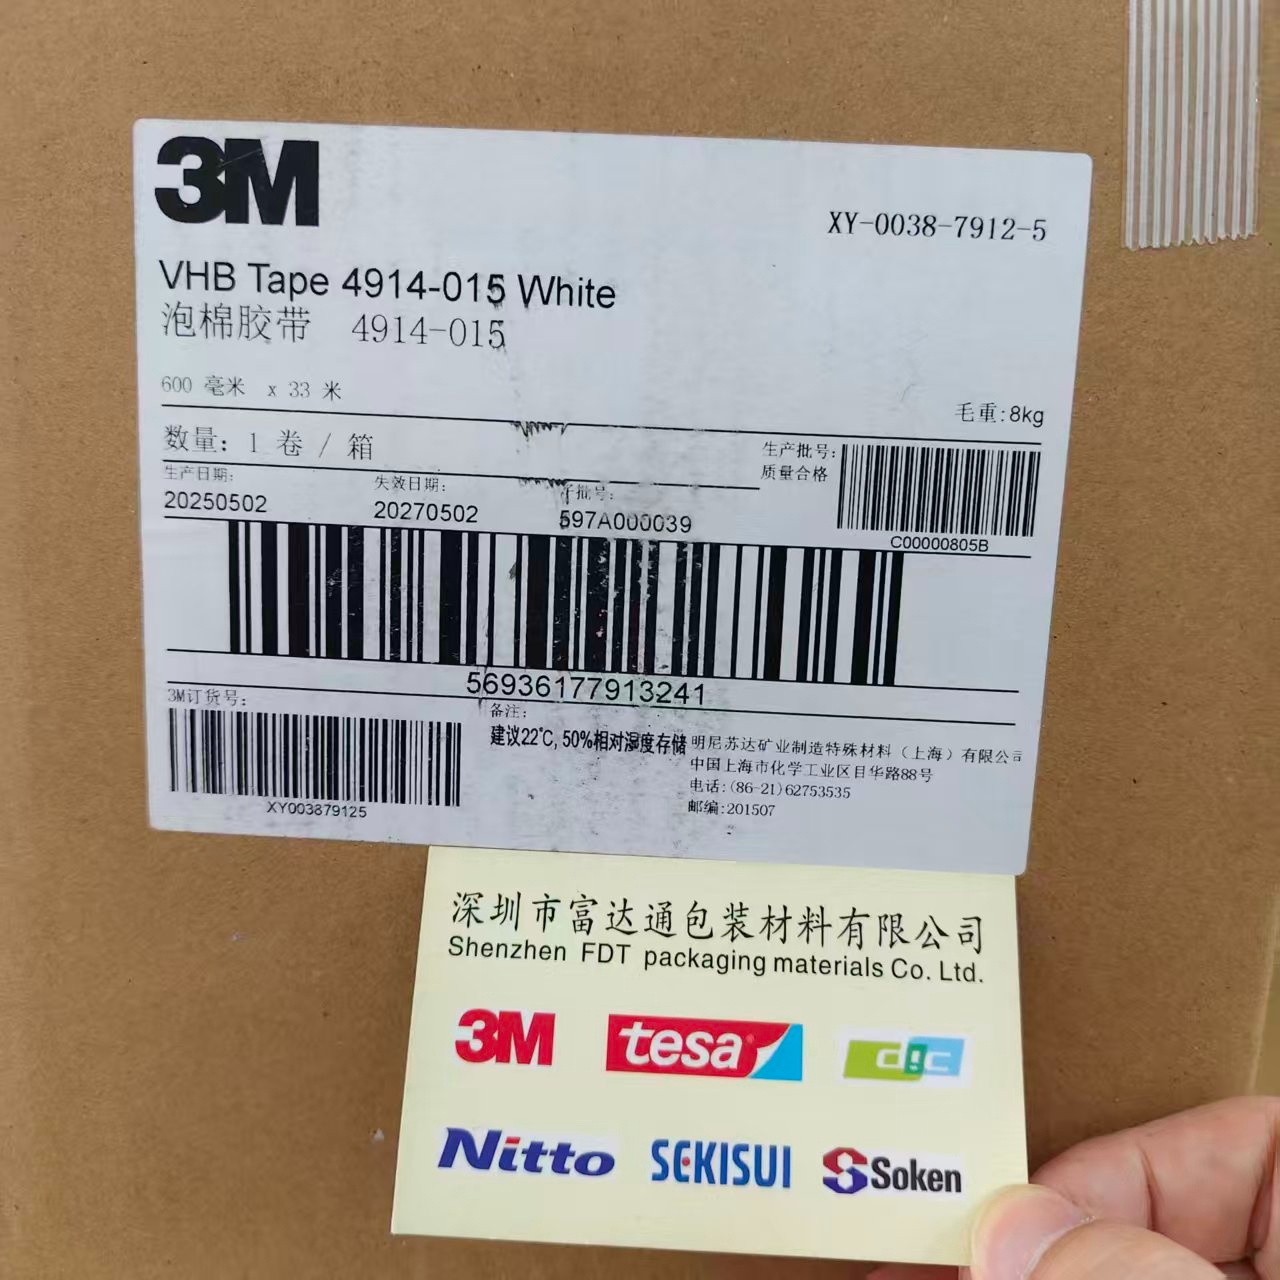 3M
XY-0038-7912-5
VHB Tape 4914-015 White
泡棉胶带 4914-015
600 毫米 x 33 米
毛重:8kg
数量: 1 卷 / 箱
生产批号:
质量合格
C00000805B
生产日期:
20250502
失效日期:
20270502
子批号:
597A000039
56936177913241
3M订货号:
XY003879125
备注:
建议22℃, 50%相对湿度存储
明尼苏达矿业制造特殊材料（上海）有限公司
中国上海市化学工业区目华路88号
电话:(86-21)62753535
邮编:201507
深圳市富达通包装材料有限公司
Shenzhen FDT packaging materials Co. Ltd.
3M
tesa
dgc
Nitto
SEKISUI
Soken